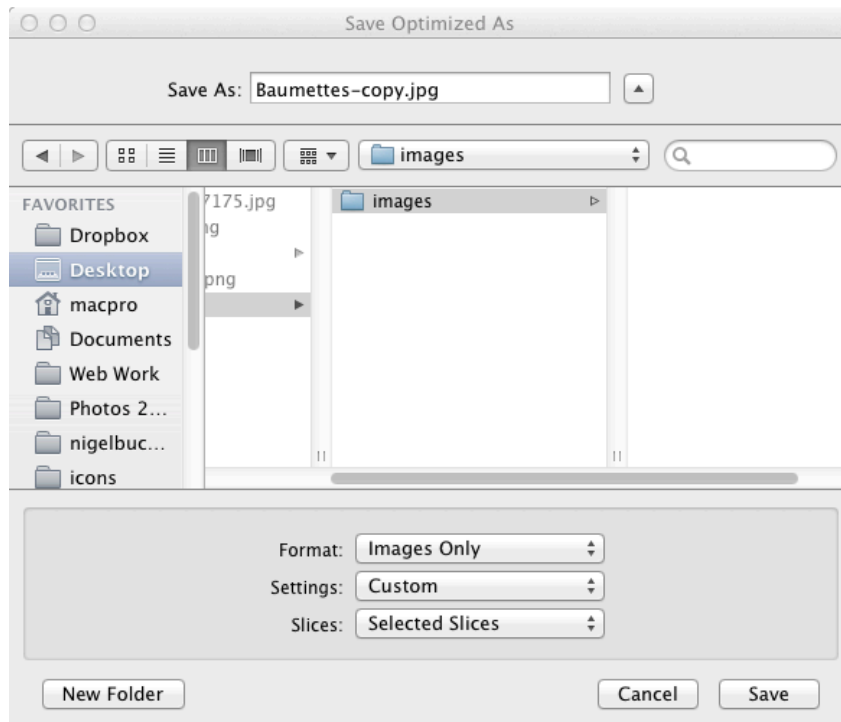 Save Optimized As
Save As: Baumettes-copy.jpg
images
FAVORITES
Dropbox
Desktop
macpro
Documents
Web Work
Photos 2...
nigelbuc...
icons
7175.jpg
ng
png
images
Format: Images Only
Settings: Custom
Slices: Selected Slices
New Folder
Cancel
Save